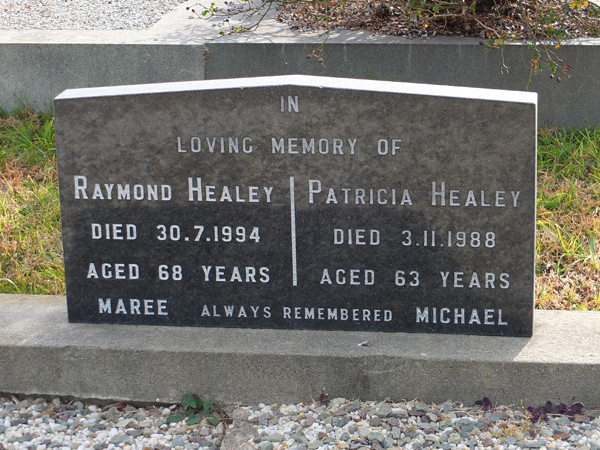 IN
LOVING MEMORY OF
RAYMOND HEALEY
DIED 30.7.1994
AGED 68 YEARS
PATRICIA HEALEY
DIED 3.11.1988
AGED 63 YEARS
MAREE ALWAYS REMEMBERED MICHAEL